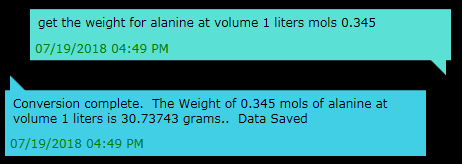 get the weight for alanine at volume 1 liters mols 0.345
07/19/2018 04:49 PM
Conversion complete.  The Weight of 0.345 mols of alanine at
volume 1 liters is 30.73743 grams..  Data Saved
07/19/2018 04:49 PM